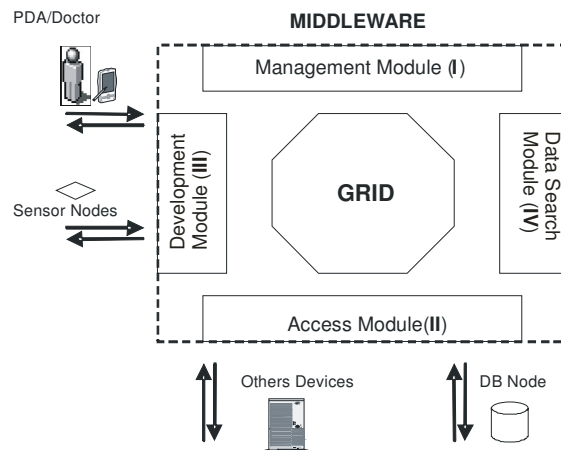 PDA/Doctor
MIDDLEWARE
Management Module (I)
Development
Module (III)
GRID
Data Search
Module (IV)
Sensor Nodes
Access Module(II)
Others Devices
DB Node